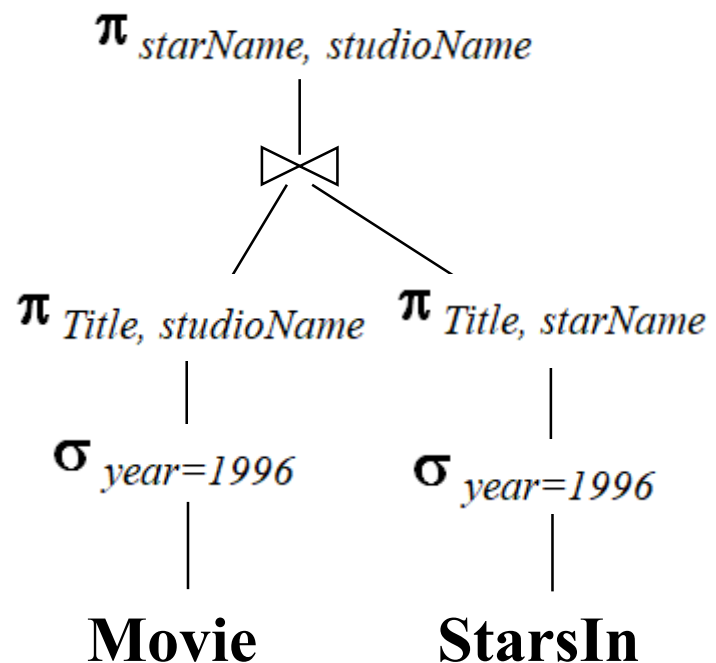 π starName, studioName
⋈
π Title, studioName π Title, starName
σ year=1996 σ year=1996
Movie StarsIn